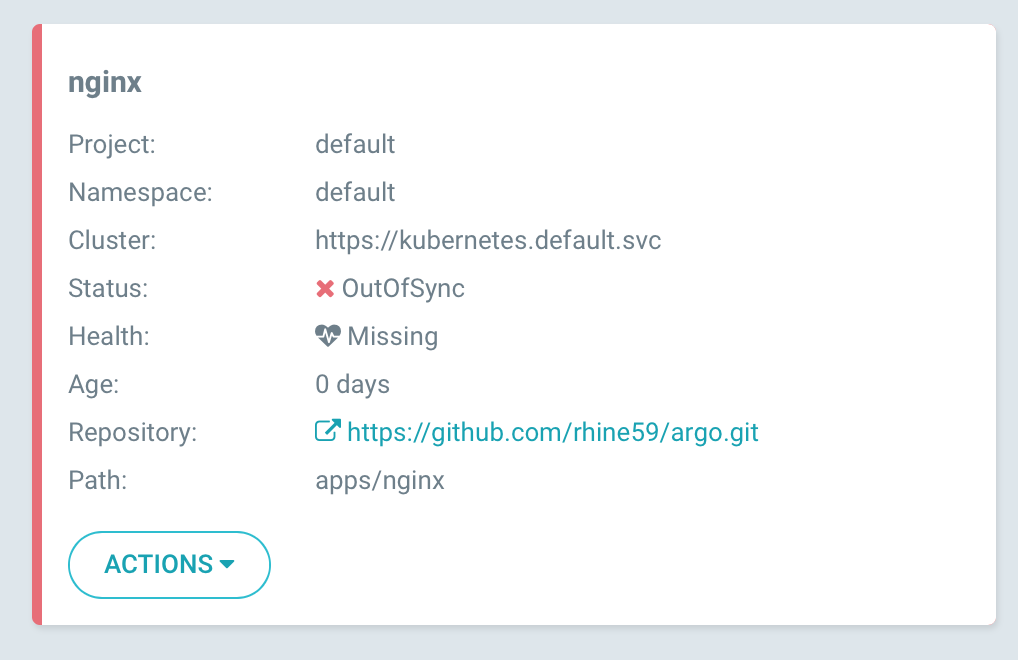 nginx
Project: default
Namespace: default
Cluster: https://kubernetes.default.svc
Status: OutOfSync
Health: Missing
Age: 0 days
Repository: https://github.com/rhine59/argo.git
Path: apps/nginx
ACTIONS